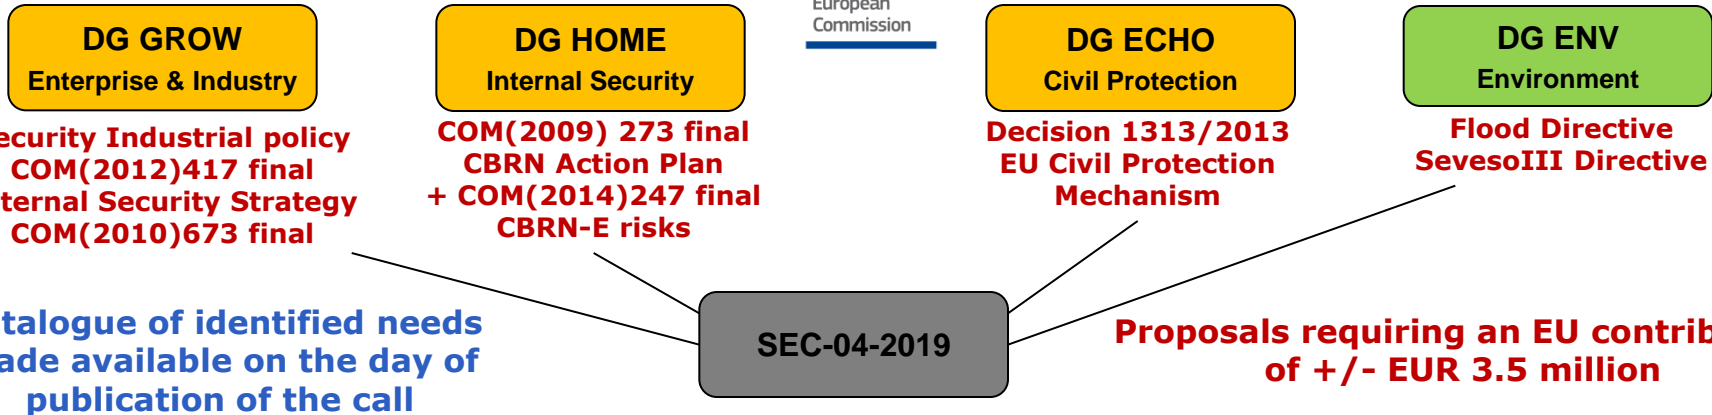 European
Commission
DG GROW
Enterprise & Industry
DG HOME
Internal Security
DG ECHO
Civil Protection
DG ENV
Environment
ecurity Industrial policy
COM(2012)417 final
ternal Security Strategy
COM(2010)673 final
COM(2009) 273 final
CBRN Action Plan
+ COM(2014)247 final
CBRN-E risks
Decision 1313/2013
EU Civil Protection
Mechanism
Flood Directive
SevesoIII Directive
talogue of identified needs
ade available on the day of
publication of the call
SEC-04-2019
Proposals requiring an EU contrib
of +/- EUR 3.5 million